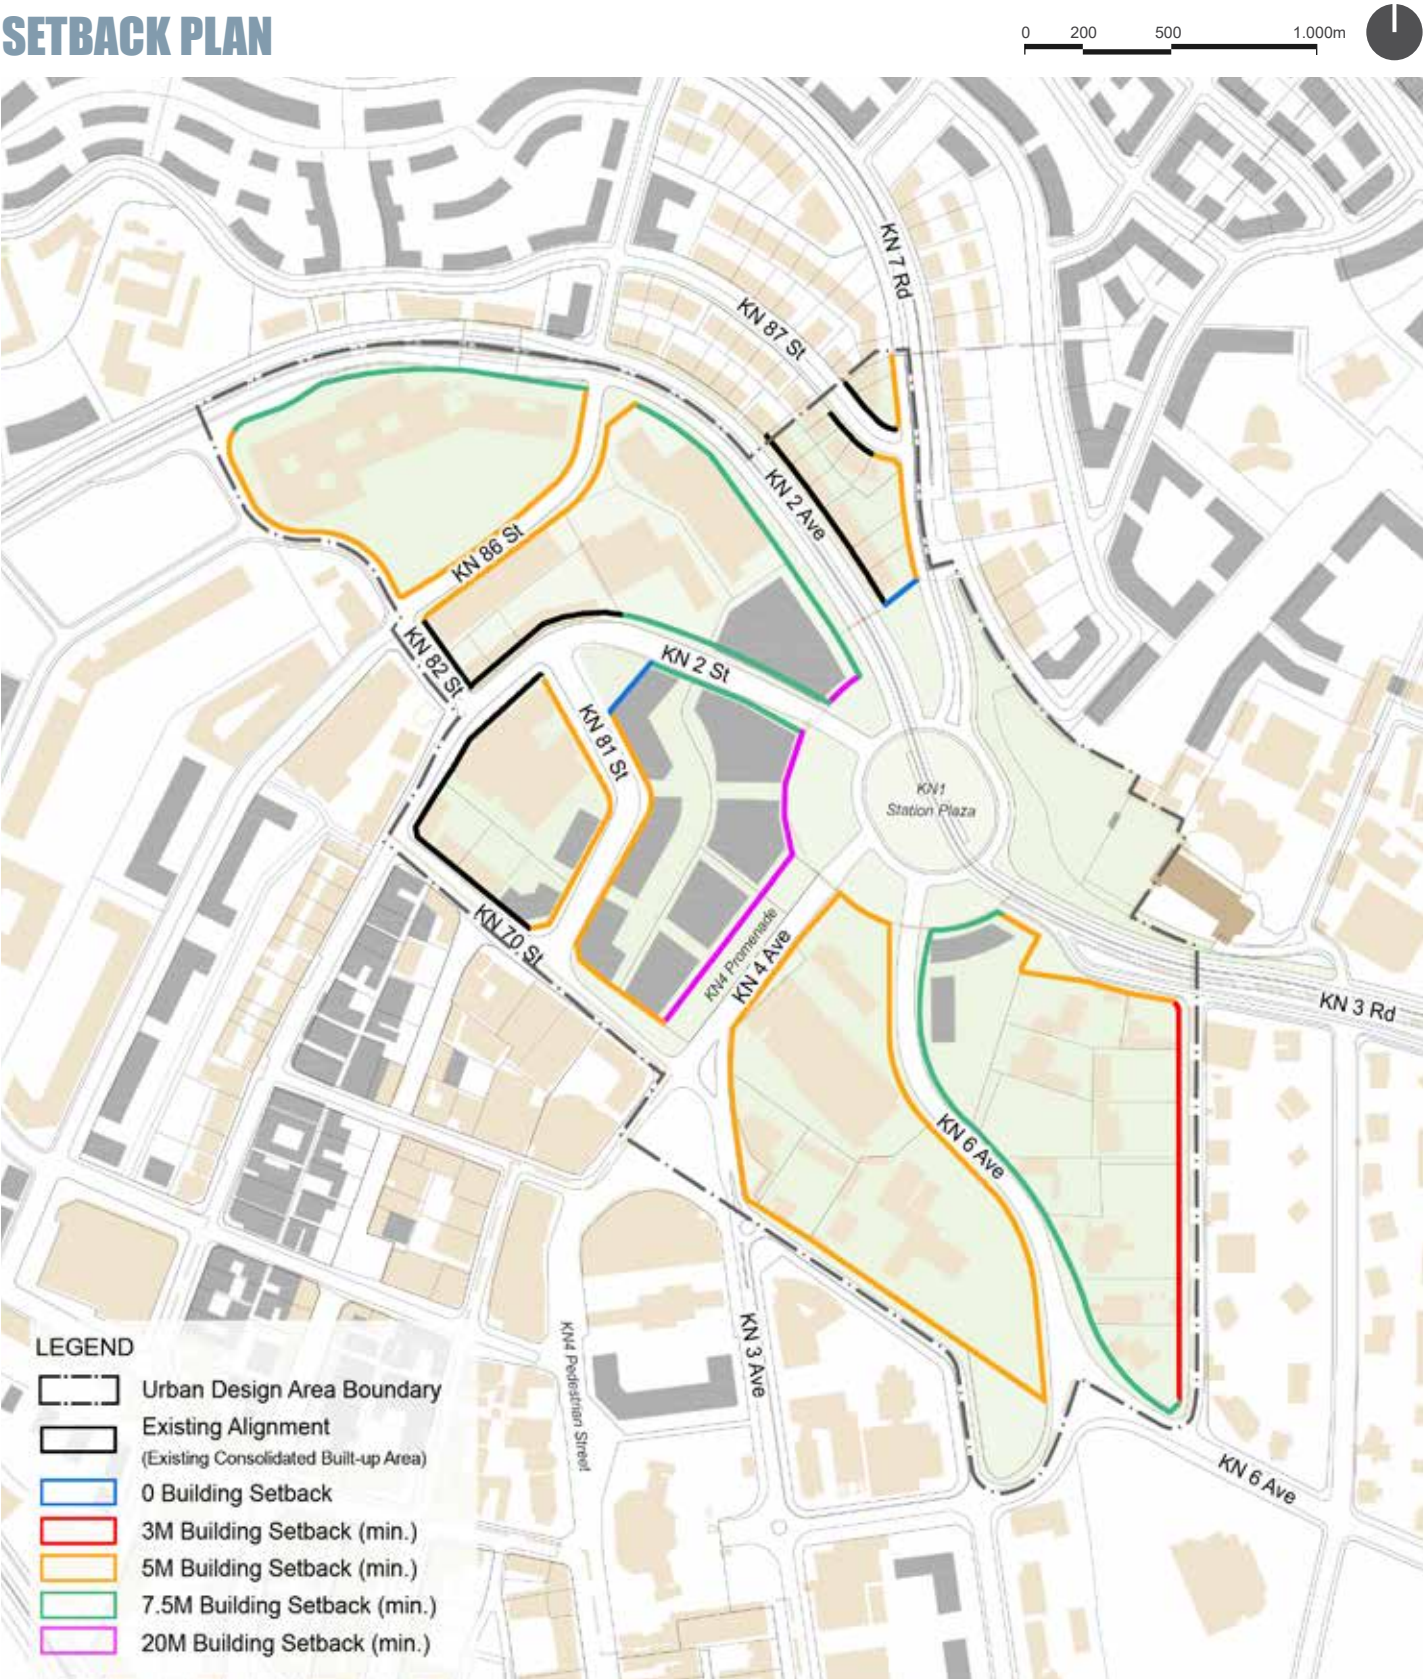 SETBACK PLAN
0 200 500 1.000m
KN 7 Rd
KN 87 St
KN 2 Ave
KN 86 St
KN 82 St
KN 2 St
KN 81 St
KN1
Station Plaza
KN 70 St
KN4 Promenade
KN 4 Ave
KN 3 Rd
KN 6 Ave
KN 3 Ave
KN4 Pedestrian Street
KN 6 Ave
LEGEND
Urban Design Area Boundary
Existing Alignment
(Existing Consolidated Built-up Area)
0 Building Setback
3M Building Setback (min.)
5M Building Setback (min.)
7.5M Building Setback (min.)
20M Building Setback (min.)